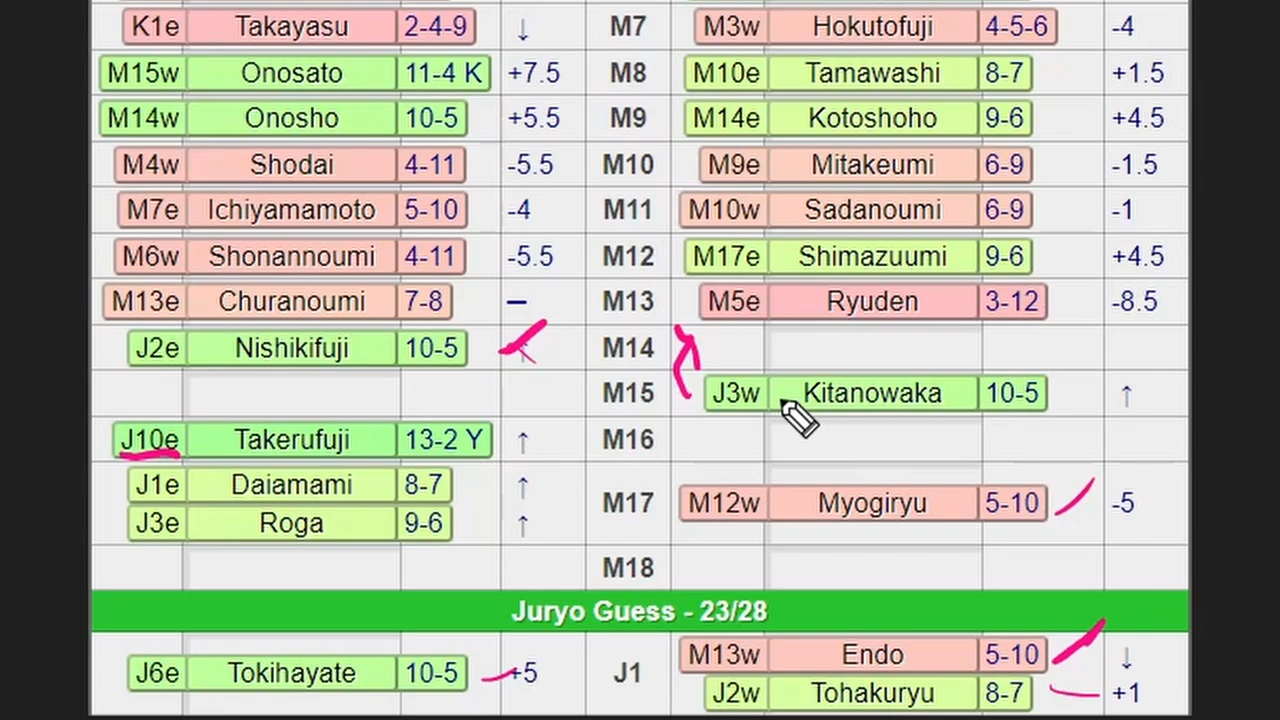 K1e Takayasu 2-4-9 ↓ M7 M3w Hokutofuji 4-5-6 -4
M15w Onosato 11-4 K +7.5 M8 M10e Tamawashi 8-7 +1.5
M14w Onosho 10-5 +5.5 M9 M14e Kotoshoho 9-6 +4.5
M4w Shodai 4-11 -5.5 M10 M9e Mitakeumi 6-9 -1.5
M7e Ichiyamamoto 5-10 -4 M11 M10w Sadanoumi 6-9 -1
M6w Shonannoumi 4-11 -5.5 M12 M17e Shimazuumi 9-6 +4.5
M13e Churanoumi 7-8 – M13 M5e Ryuden 3-12 -8.5
J2e Nishikifuji 10-5 ↑ M14
M15 J3w Kitanowaka 10-5 ↑
J10e Takerufuji 13-2 Y ↑ M16
J1e Daiamami 8-7 ↑
M17 M12w Myogiryu 5-10 -5
J3e Roga 9-6 ↑
M18
Juryo Guess - 23/28
M13w Endo 5-10 ↓
J6e Tokihayate 10-5 +5 J1
J2w Tohakuryu 8-7 +1